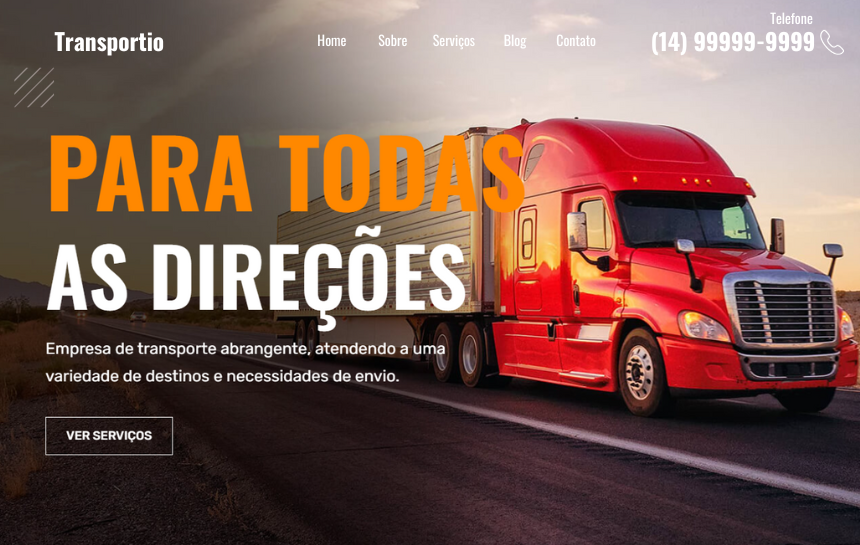 Telefone
Transportio
Home Sobre Serviços Blog Contato
(14) 99999-9999
PARA TODAS
AS DIREÇÕES
Empresa de transporte abrangente, atendendo a uma
variedade de destinos e necessidades de envio.
VER SERVIÇOS